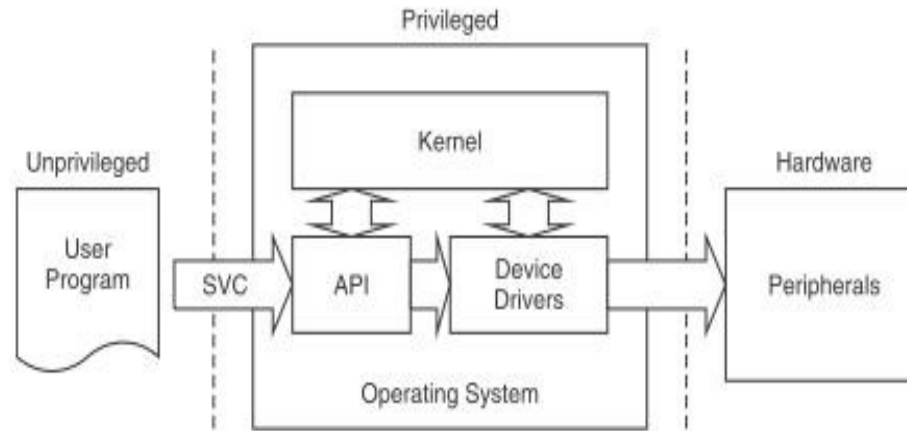 Privileged
Unprivileged
User
Program
SVC
Kernel
API
Device
Drivers
Operating System
Hardware
Peripherals